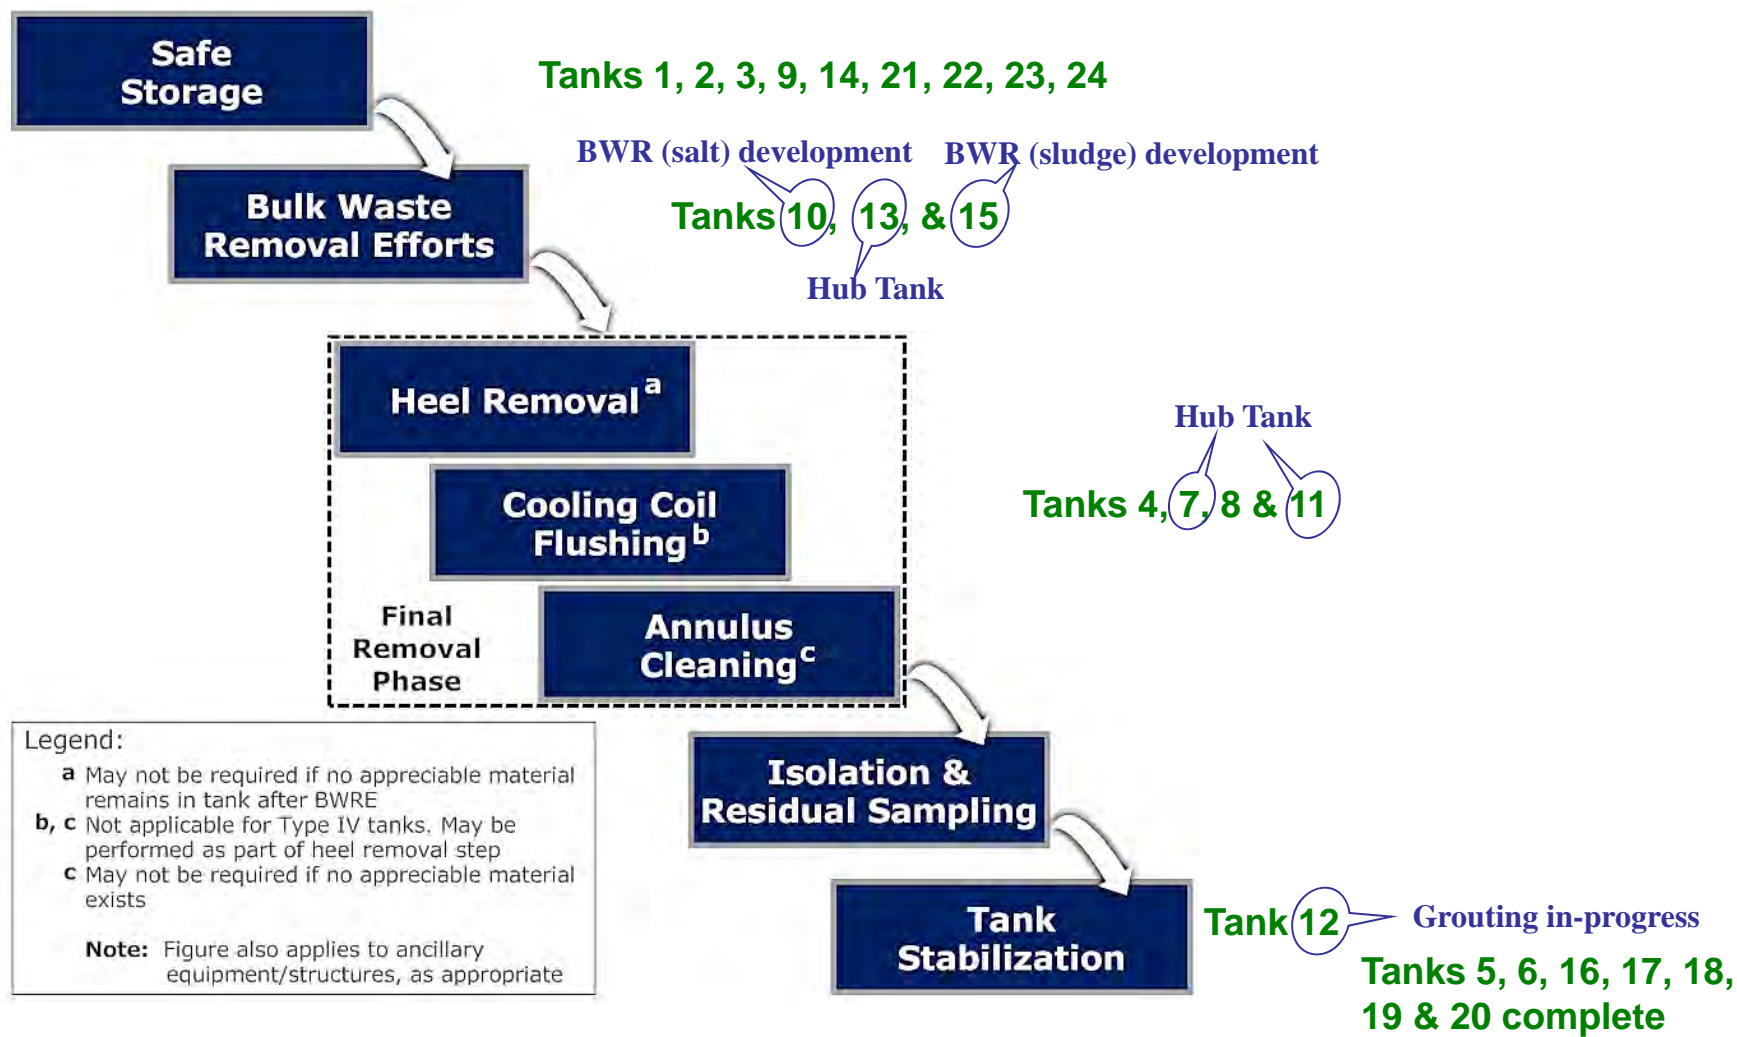 Safe
Storage
Tanks 1, 2, 3, 9, 14, 21, 22, 23, 24
BWR (salt) development
BWR (sludge) development
Bulk Waste
Removal Efforts
Tanks 10, 13, & 15
Hub Tank
Heel Removal a
Hub Tank
Cooling Coil
Flushing b
Tanks 4, 7, 8 & 11
Final
Removal
Phase
Annulus
Cleaning c
Isolation &
Residual Sampling
Legend:
a May not be required if no appreciable material
remains in tank after BWRE
b, c Not applicable for Type IV tanks. May be
performed as part of heel removal step
c May not be required if no appreciable material
exists
Note: Figure also applies to ancillary
equipment/structures, as appropriate
Tank
Stabilization
Tank 12
Grouting in-progress
Tanks 5, 6, 16, 17, 18,
19 & 20 complete